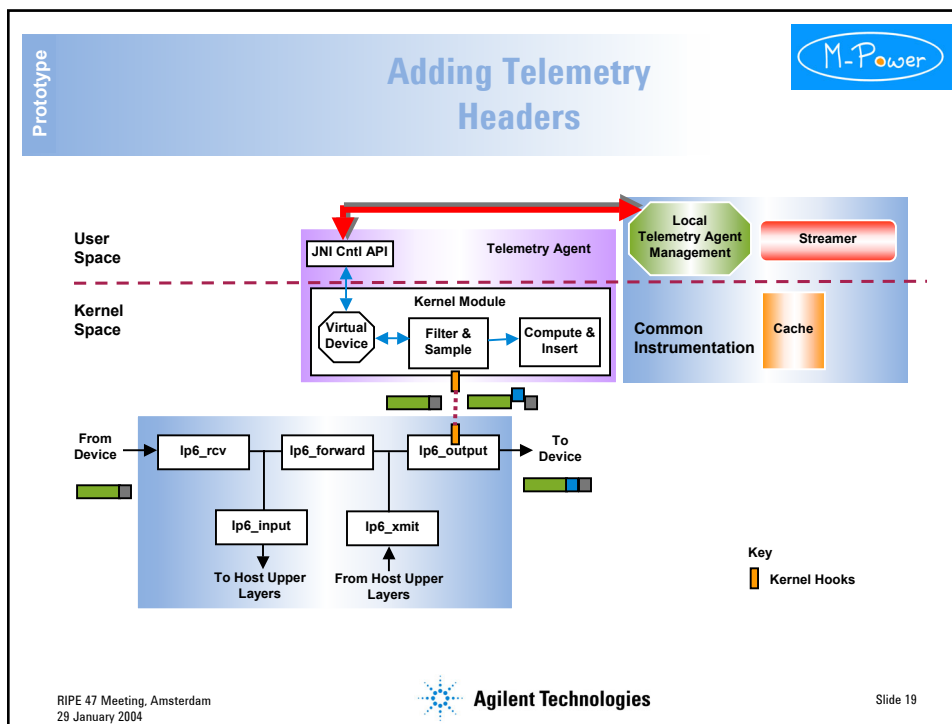 Prototype
Adding Telemetry
Headers
M-Power
User
Space
JNI Cntl API
Telemetry Agent
Local
Telemetry Agent
Management
Streamer
Kernel
Space
Kernel Module
Virtual
Device
Filter &
Sample
Compute &
Insert
Common
Instrumentation
Cache
From
Device
Ip6_rcv
Ip6_forward
Ip6_output
To
Device
Ip6_input
Ip6_xmit
To Host Upper
Layers
From Host Upper
Layers
Key
Kernel Hooks
RIPE 47 Meeting, Amsterdam
29 January 2004
Agilent Technologies
Slide 19